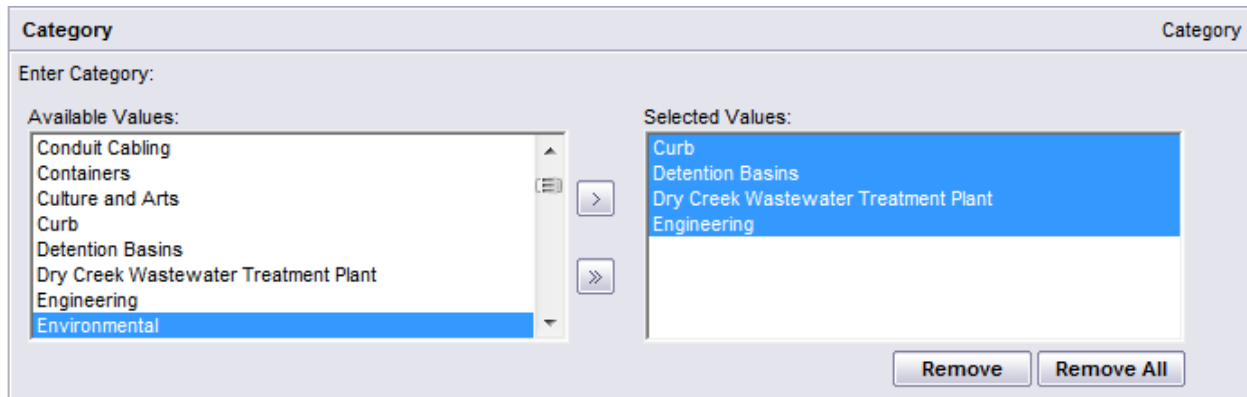 Category Category
Enter Category:
Available Values:
Conduit Cabling
Containers
Culture and Arts
Curb
Detention Basins
Dry Creek Wastewater Treatment Plant
Engineering
Environmental
>
»
Selected Values:
Curb
Detention Basins
Dry Creek Wastewater Treatment Plant
Engineering
Remove Remove All